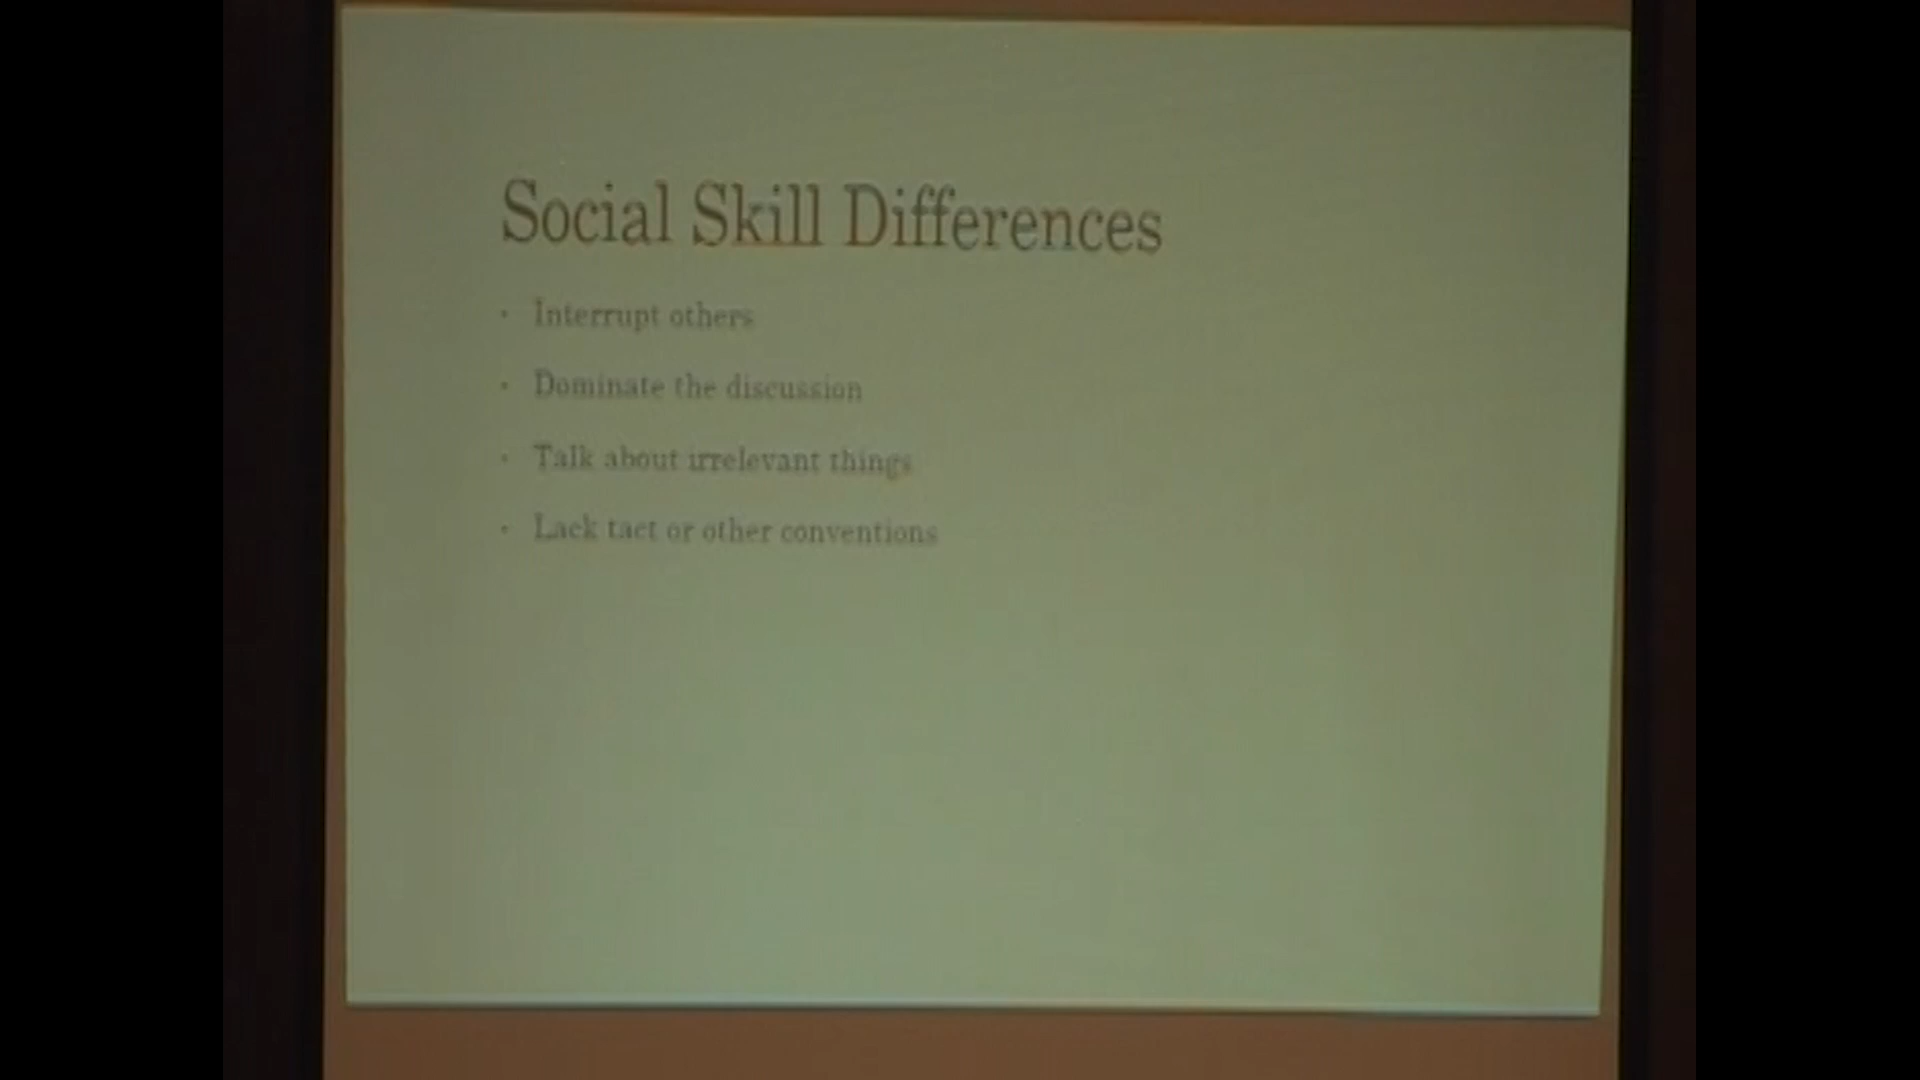 Social Skill Differences
• Interrupt others
• Dominate the discussion
• Talk about irrelevant things
• Lack tact or other conventions